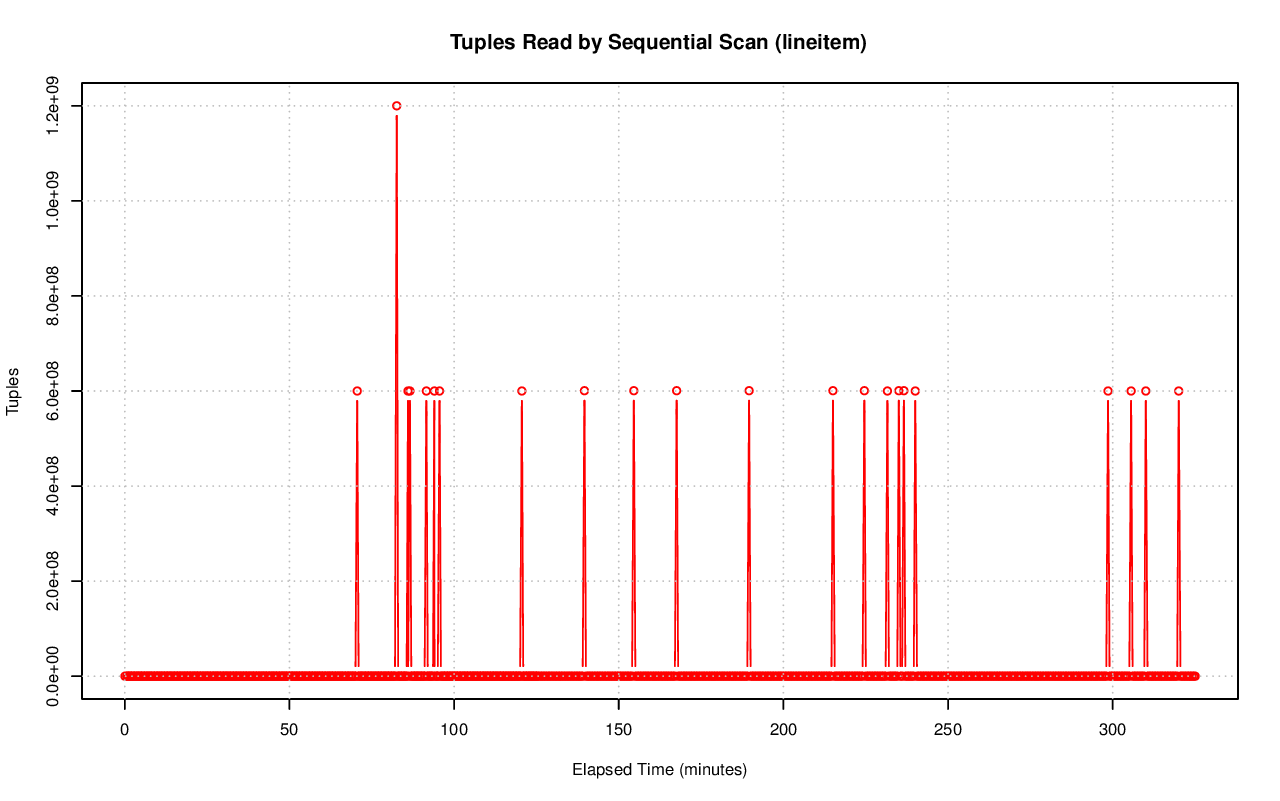 Tuples Read by Sequential Scan (lineitem)
Tuples
1.2e+09
1.0e+09
8.0e+08
6.0e+08
4.0e+08
2.0e+08
0.0e+00
0 50 100 150 200 250 300
Elapsed Time (minutes)